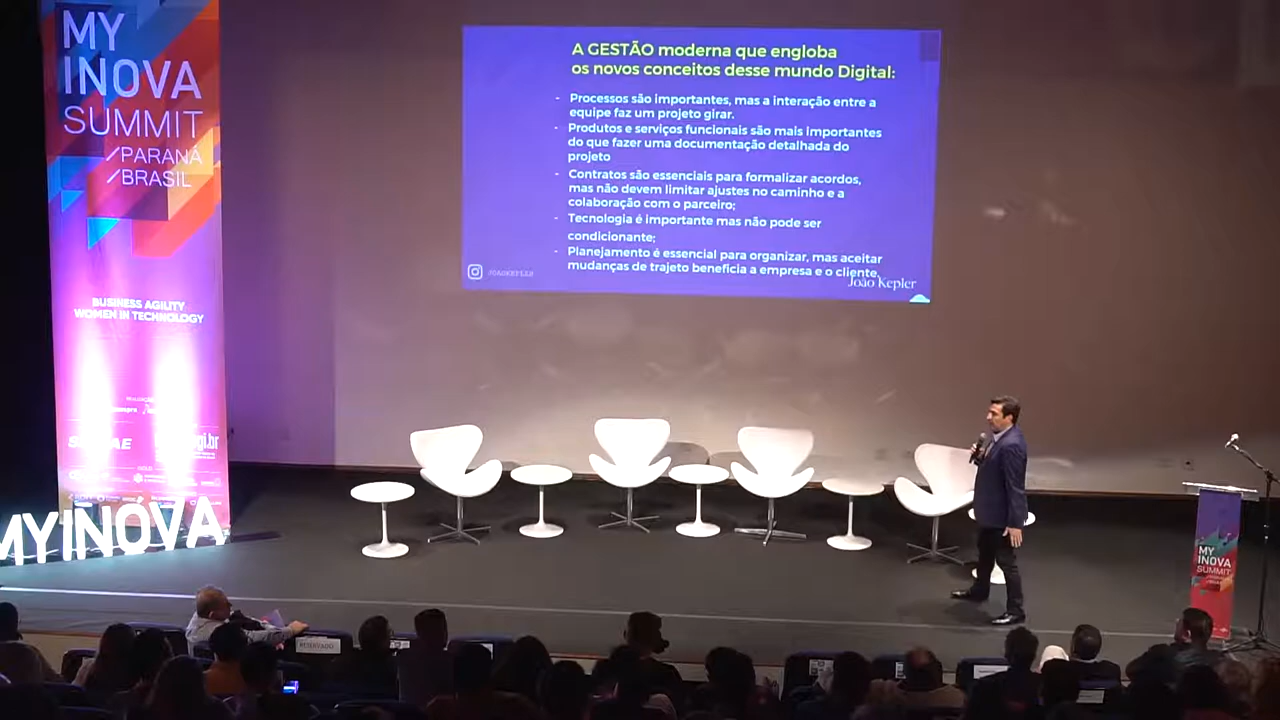 MY
INOVA
SUMMIT
/PARANÁ
/BRASIL
BUSINESS AGILITY
WOMEN IN TECHNOLOGY
MYINOVA
A GESTÃO moderna que engloba
os novos conceitos desse mundo Digital:
- Processos são importantes, mas a interação entre a
equipe faz um projeto girar.
- Produtos e serviços funcionais são mais importantes
do que fazer uma documentação detalhada do
projeto
- Contratos são essenciais para formalizar acordos,
mas não devem limitar ajustes no caminho e a
colaboração com o parceiro;
- Tecnologia é importante mas não pode ser
condicionante;
- Planejamento é essencial para organizar, mas aceitar
mudanças de trajeto beneficia a empresa e o cliente.
João Kepler
MY
INOVA
SUMMIT
RESERVADO